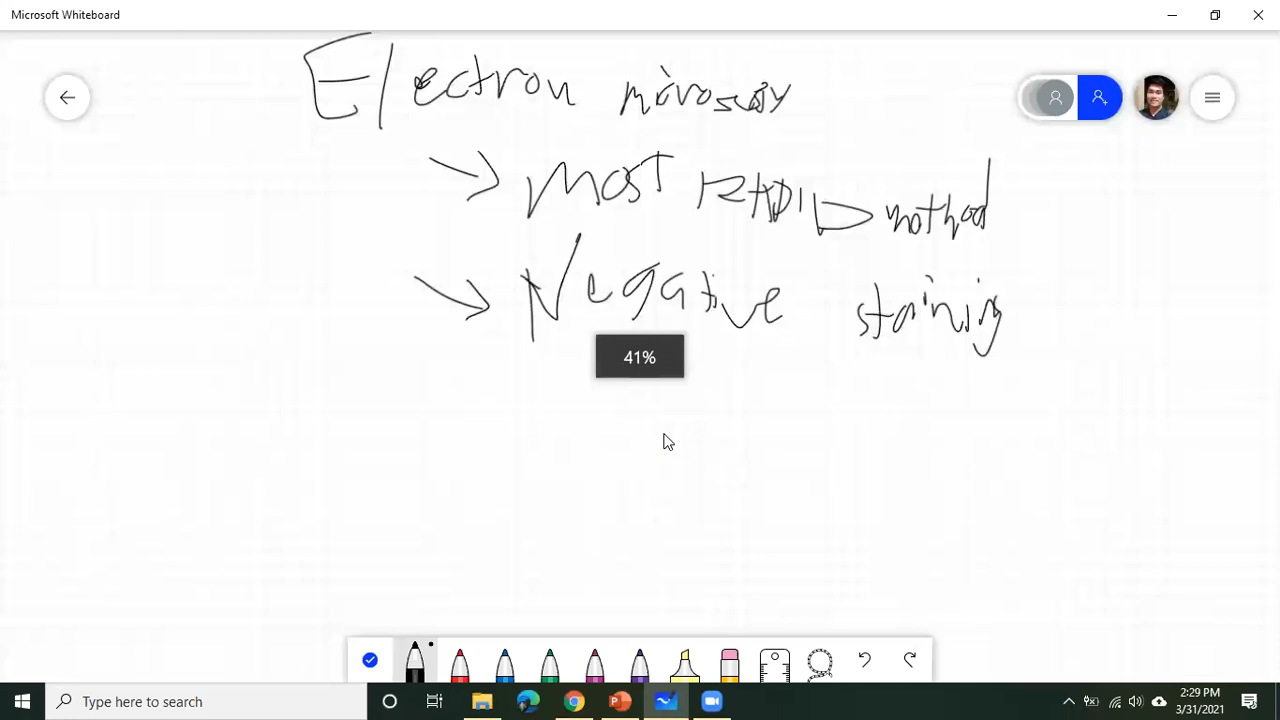 Microsoft Whiteboard
Electron microscopy
→ Most RAPID method
→ Negative staining
41%
Type here to search
2:29 PM
3/31/2021